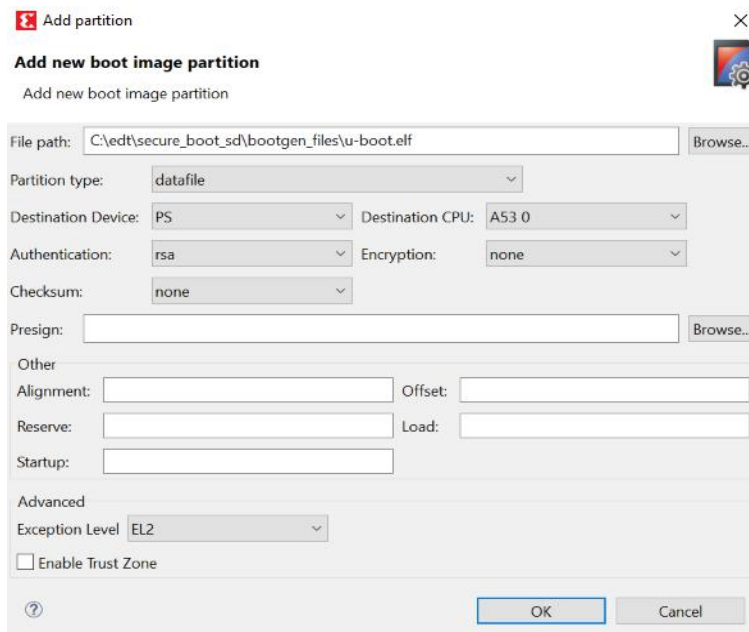 Add partition
Add new boot image partition
Add new boot image partition
File path: C:\edt\secure_boot_sd\bootgen_files\u-boot.elf Browse...
Partition type: datafile
Destination Device: PS Destination CPU: A53 0
Authentication: rsa Encryption: none
Checksum: none
Presign: Browse...
Other
Alignment: Offset:
Reserve: Load:
Startup:
Advanced
Exception Level EL2
Enable Trust Zone
OK Cancel